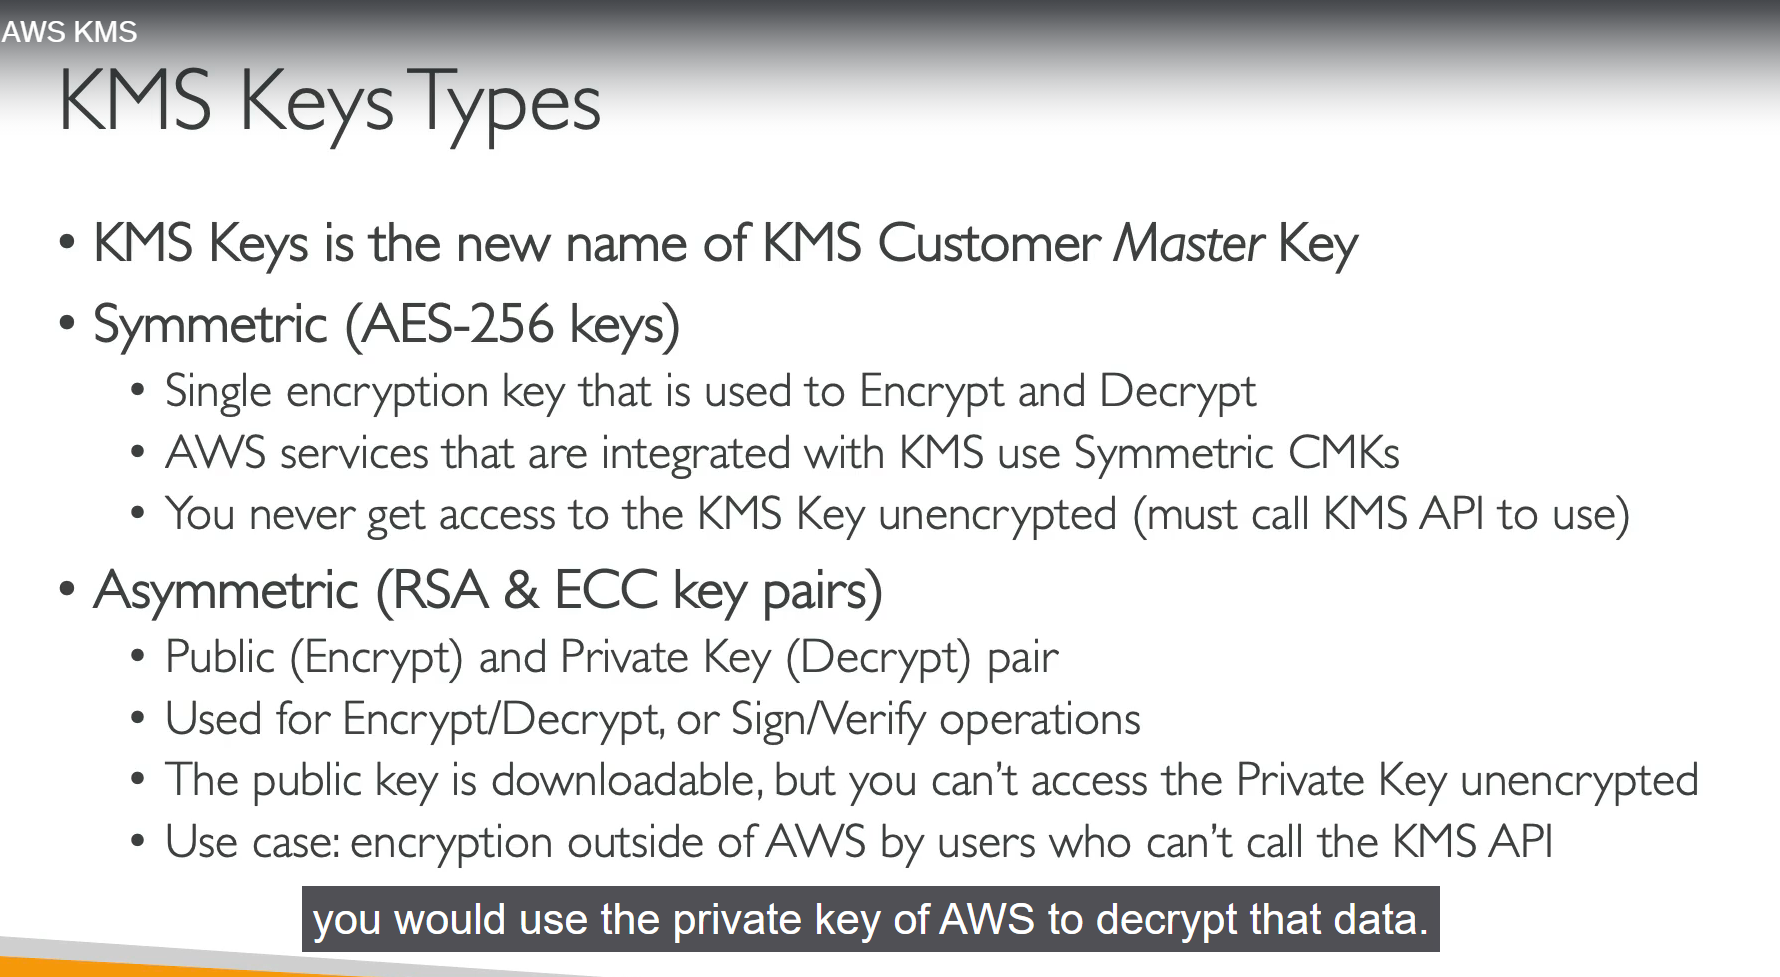 AWS KMS
KMS Keys Types
• KMS Keys is the new name of KMS Customer Master Key
• Symmetric (AES-256 keys)
• Single encryption key that is used to Encrypt and Decrypt
• AWS services that are integrated with KMS use Symmetric CMKs
• You never get access to the KMS Key unencrypted (must call KMS API to use)
• Asymmetric (RSA & ECC key pairs)
• Public (Encrypt) and Private Key (Decrypt) pair
• Used for Encrypt/Decrypt, or Sign/Verify operations
• The public key is downloadable, but you can’t access the Private Key unencrypted
• Use case: encryption outside of AWS by users who can’t call the KMS API
you would use the private key of AWS to decrypt that data.